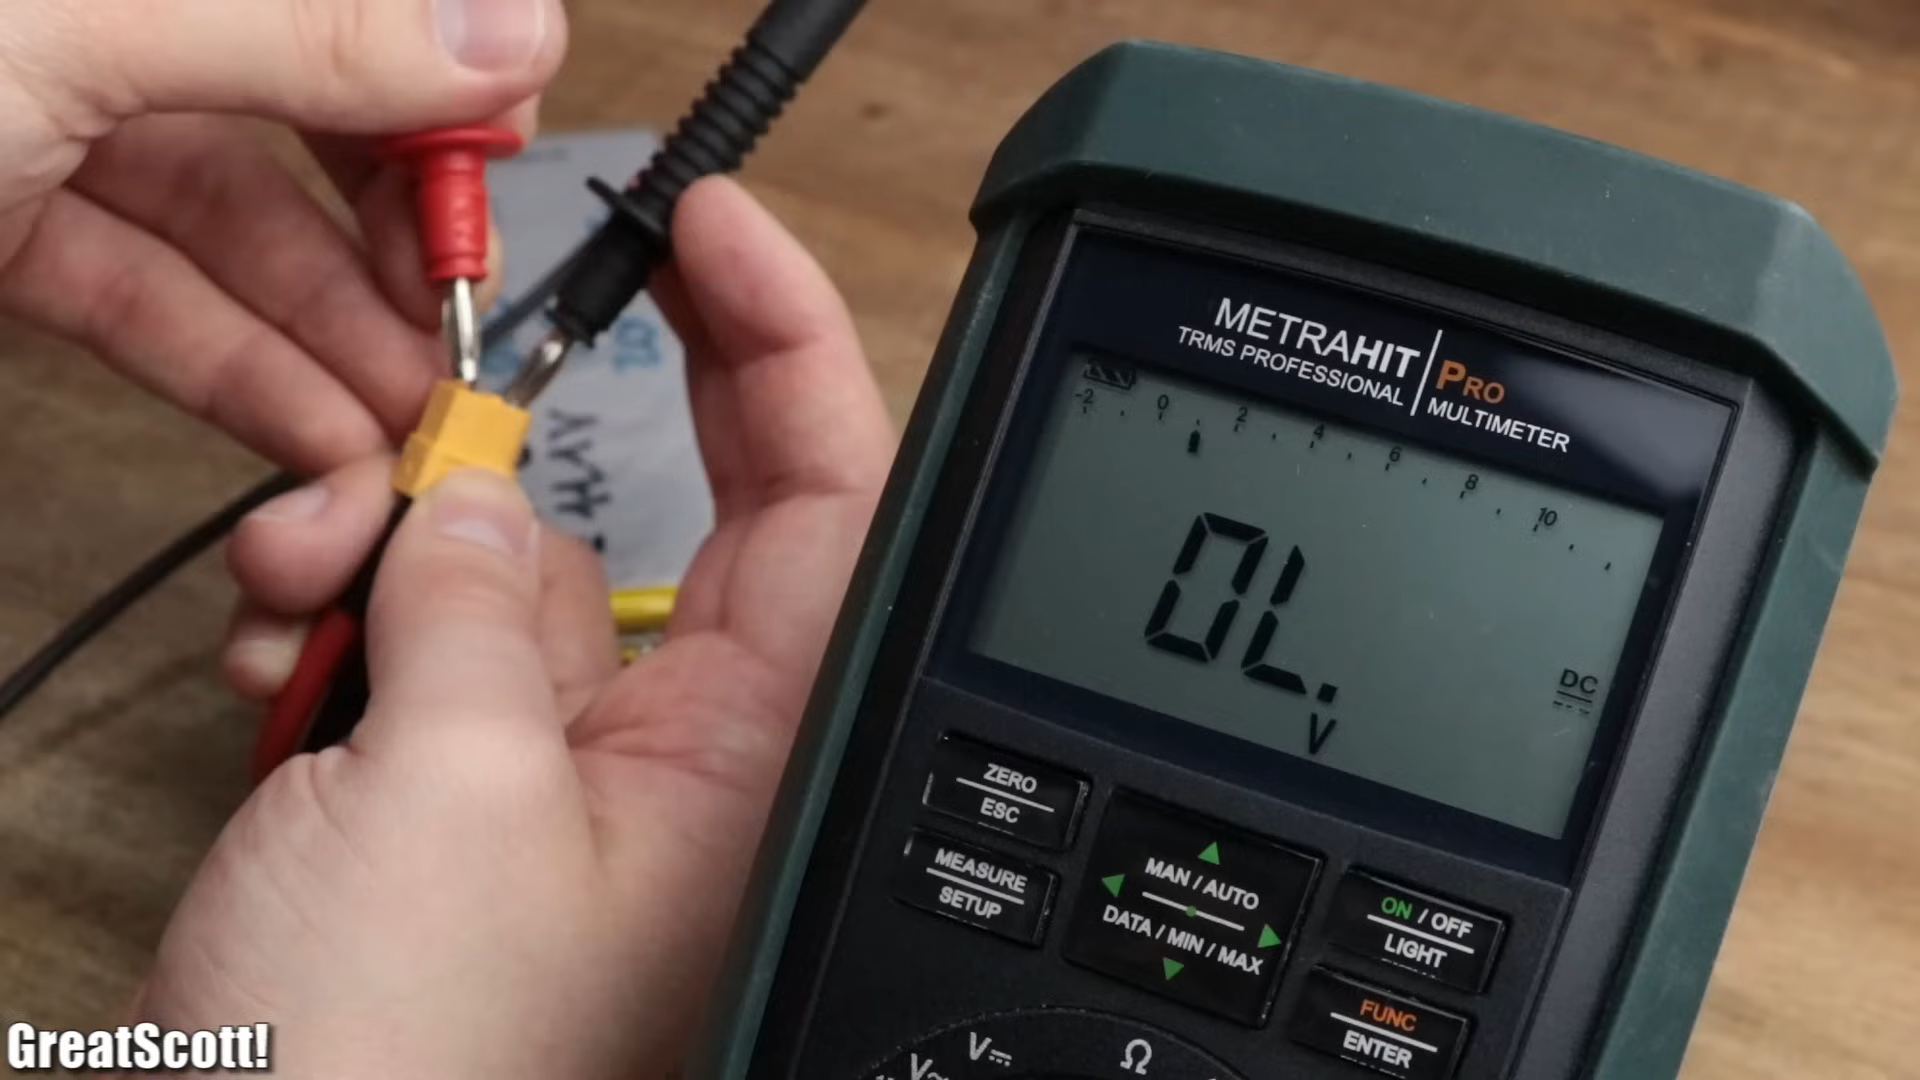 METRAHIT PRO
TRMS PROFESSIONAL MULTIMETER
-2 0 2 4 6 8 10
0L.
DC
V
ZERO
ESC
MEASURE
SETUP
MAN / AUTO
DATA / MIN / MAX
ON / OFF
LIGHT
FUNC
ENTER
V
V~
Ω
GreatScott!